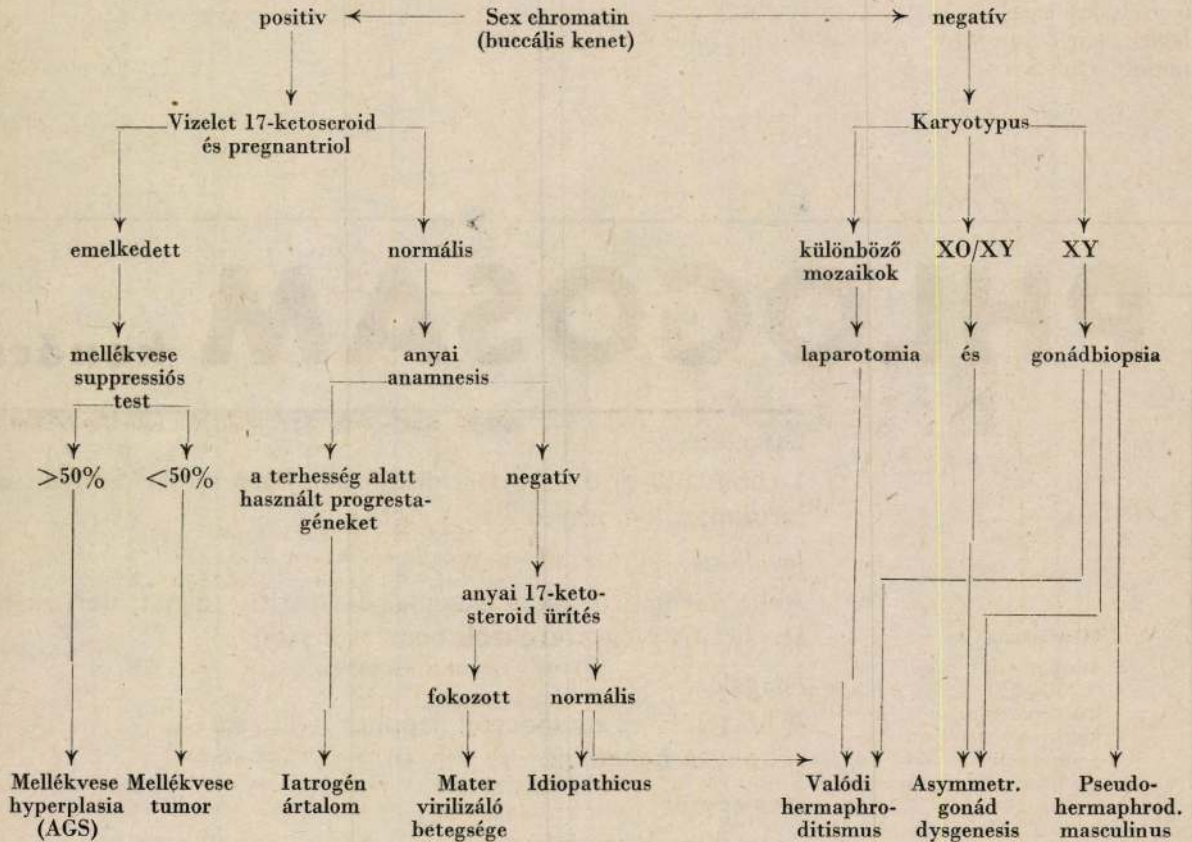 positiv Sex chromatin negatív
(buccális kenet)
Vizelet 17-ketoscroid Karyotypus
és pregnantriol
emelkedett normális különböző XO/XY XY
mozaikok
mellékvese anyai laparotomia és gonádbiopsia
suppressiós anamnesis
test
>50% <50% a terhesség alatt negatív
használt progresta-
géneket
anyai 17-keto-
steroid ürítés
fokozott normális
Mellékvese Mellékvese Iatrogén Mater Idiopathicus Valódi Asymmetr. Pseudo-
hyperplasia tumor ártalom virilizáló hermaphro- gonád hermaphrod.
(AGS) betegsége ditismus dysgenesis masculinus